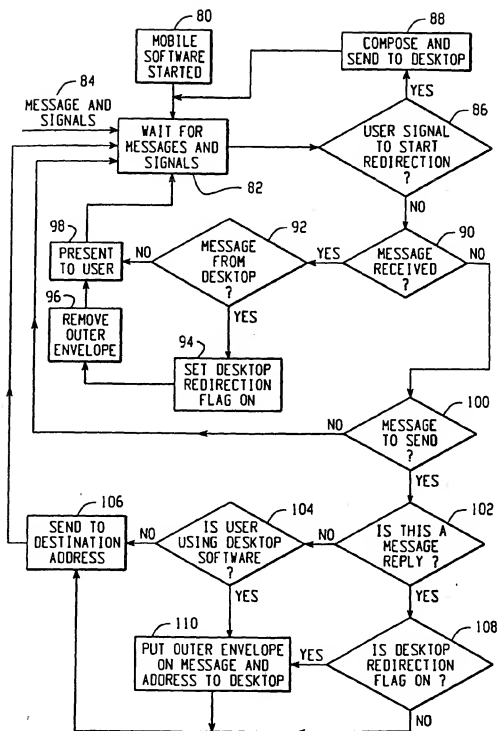 80
MOBILE
SOFTWARE
STARTED
88
COMPOSE AND
SEND TO DESKTOP
84
MESSAGE AND
SIGNALS
YES
86
WAIT FOR
MESSAGES AND
SIGNALS
82
USER SIGNAL
TO START
REDIRECTION
?
NO
98
PRESENT
TO USER
NO
92
MESSAGE
FROM
DESKTOP
?
YES
90
MESSAGE
RECEIVED
?
NO
96
REMOVE
OUTER
ENVELOPE
YES
94
SET DESKTOP
REDIRECTION
FLAG ON
100
NO
MESSAGE
TO SEND
?
YES
106
SEND TO
DESTINATION
ADDRESS
NO
104
IS USER
USING DESKTOP
SOFTWARE
?
NO
102
IS THIS A
MESSAGE
REPLY ?
YES
YES
110
PUT OUTER ENVELOPE
ON MESSAGE AND
ADDRESS TO DESKTOP
YES
108
IS DESKTOP
REDIRECTION
FLAG ON ?
NO